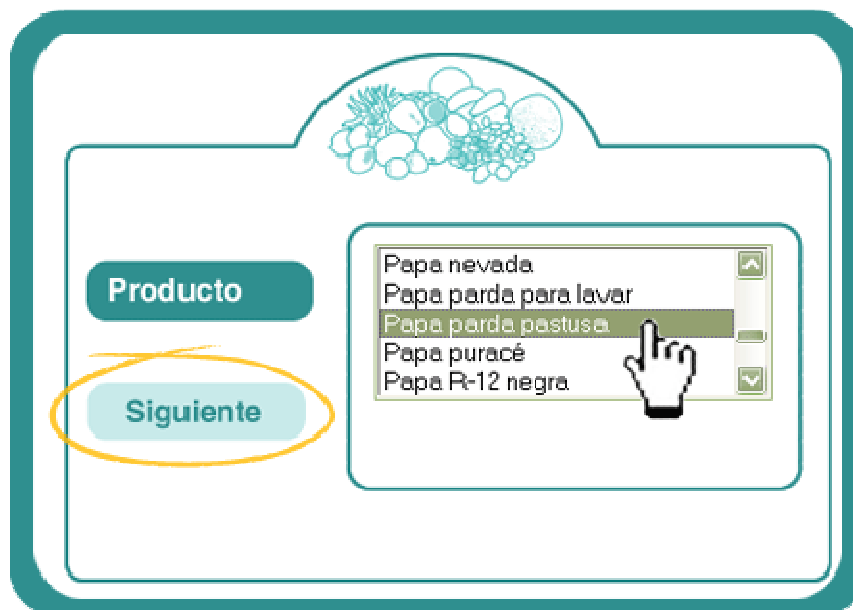 Producto
Siguiente
Papa nevada
Papa parda para lavar
Papa parda pastusa
Papa puracé
Papa R-12 negra